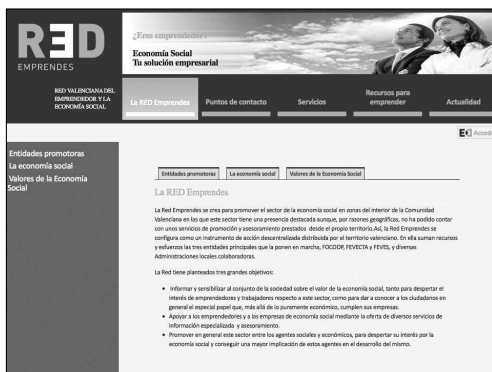 RED
EMPRENDES
¿Eres emprendedor?
Economía Social
Tu solución empresarial
RED VALENCIANA DEL
EMPRENDEDOR Y LA
ECONOMÍA SOCIAL
La RED Emprendes
Puntos de contacto
Servicios
Recursos para
emprender
Actualidad
Entidades promotoras
La economía social
Valores de la Economía
Social
Entidades promotoras
La economía social
Valores de la Economía Social
La RED Emprendes
La Red Emprendes se crea para promover el sector de la economía social en zonas del interior de la Comunidad
Valenciana en las que este sector tiene una presencia destacada aunque, por razones geográficas, no ha podido contar
con unos servicios de promoción y asesoramiento prestados desde el propio territorio.Así, la Red Emprendes se
configura como un instrumento de acción descentralizada distribuida por el territorio valenciano. En ella suman recursos
y esfuerzos las tres entidades principales que la ponen en marcha, FOCOOP, FEVECTA y FEVES, y diversas
Administraciones locales colaboradoras.
La Red tiene planteados tres grandes objetivos:
• Informar y sensibilizar al conjunto de la sociedad sobre el valor de la economía social, tanto para despertar el
interés de emprendedores y trabajadores respecto a este sector, como para dar a conocer a los ciudadanos en
general el especial papel que, más allá de lo puramente económico, cumplen sus empresas.
• Apoyar a los emprendedores y a las empresas de economía social mediante la oferta de diversos servicios de
información especializada y asesoramiento.
• Promover en general este sector entre los agentes sociales y económicos, para despertar su interés por la
economía social y conseguir una mayor implicación de estos agentes en el desarrollo del mismo.